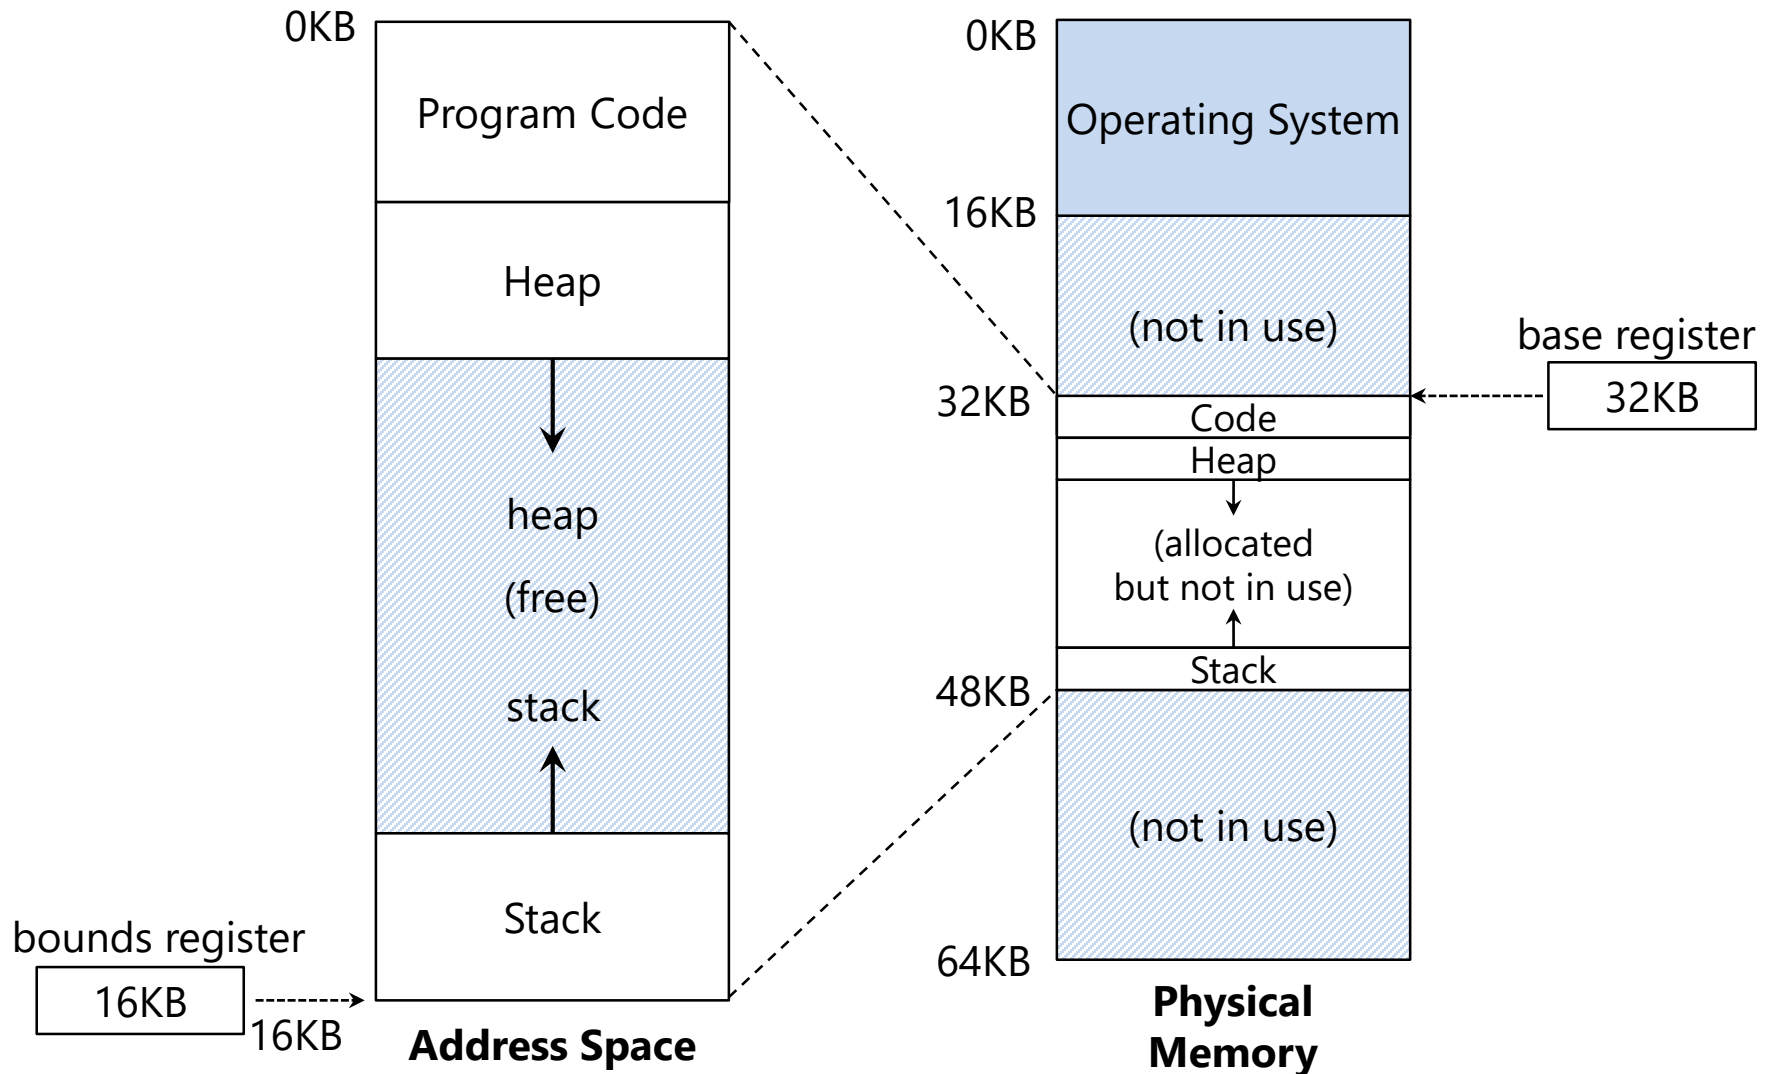 0KB
Program Code
Heap
heap
(free)
stack
Stack
bounds register
16KB
16KB
Address Space
0KB
Operating System
16KB
(not in use)
base register
32KB
32KB
Code
Heap
(allocated
but not in use)
Stack
48KB
(not in use)
64KB
Physical
Memory